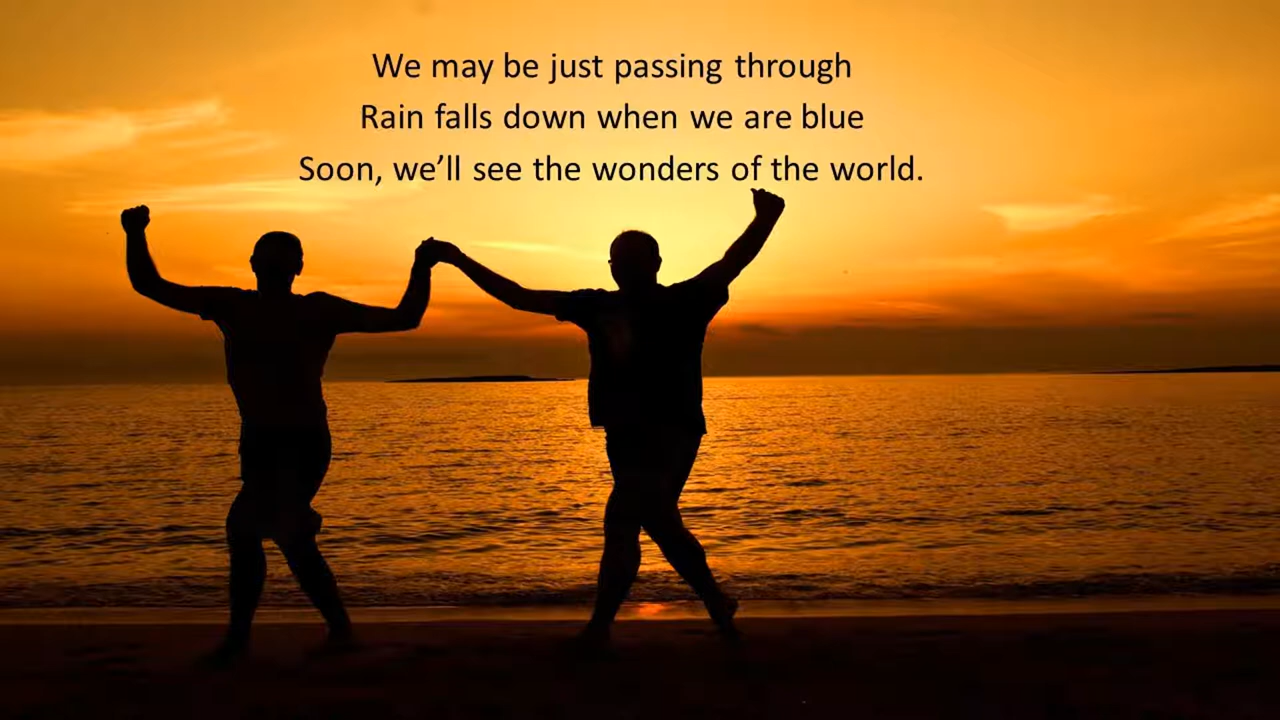 We may be just passing through
Rain falls down when we are blue
Soon, we’ll see the wonders of the world.